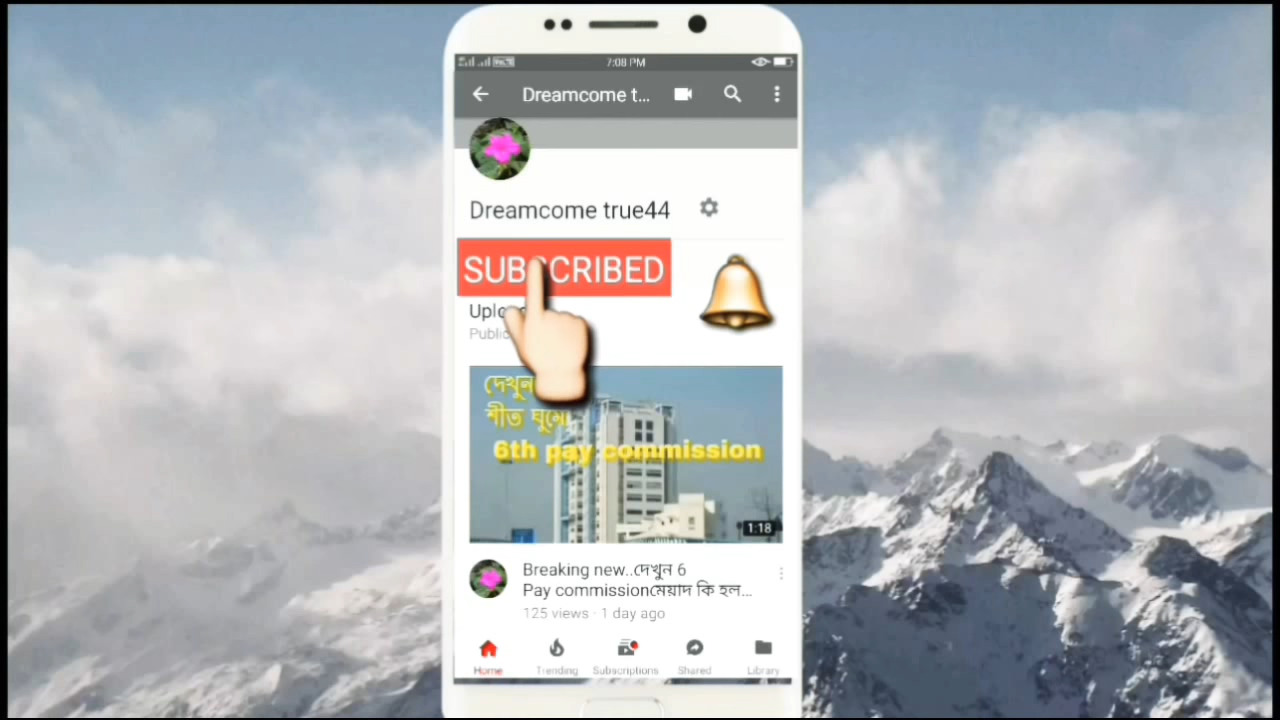 7:08 PM
Dreamcome t...
Dreamcome true44
SUBSCRIBED
দেখুন
শীত ঘুমে
6th pay commission
1:18
Breaking new..দেখুন 6
Pay commissionমেয়াদ কি হল...
125 views · 1 day ago
Home Trending Subscriptions Shared Library